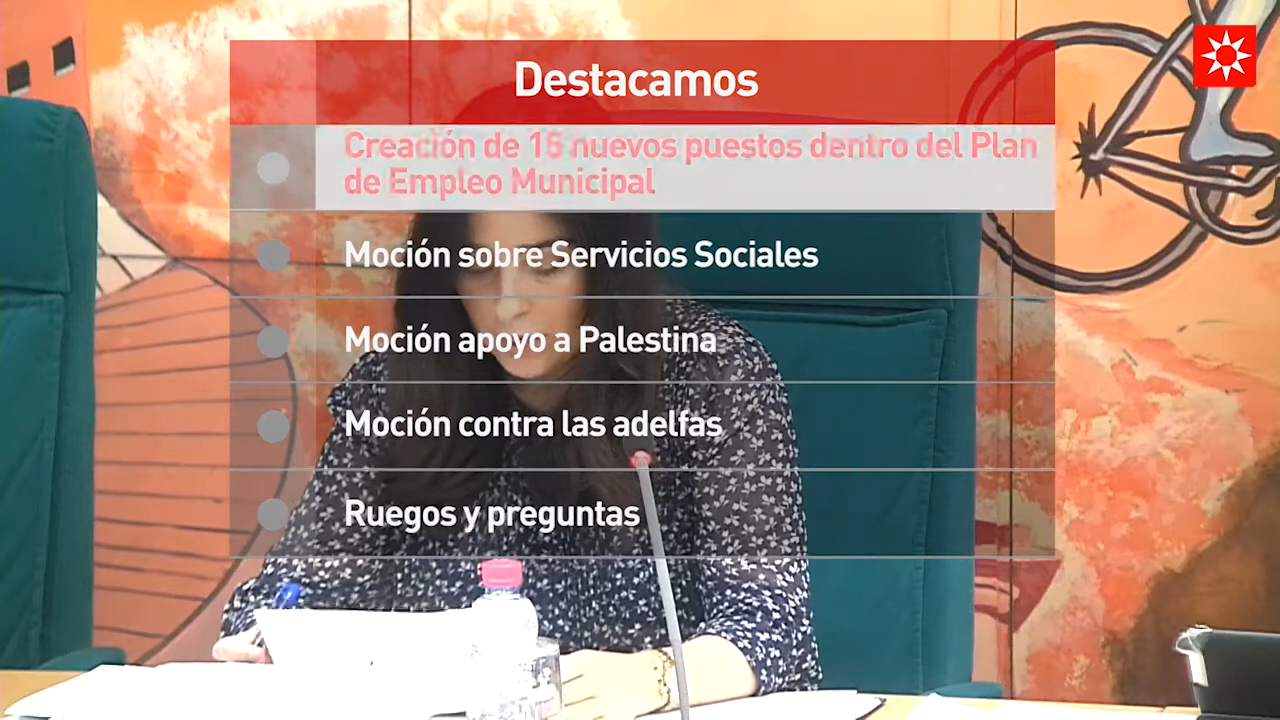 Destacamos
Creación de 15 nuevos puestos dentro del Plan
de Empleo Municipal
Moción sobre Servicios Sociales
Moción apoyo a Palestina
Moción contra las adelfas
Ruegos y preguntas